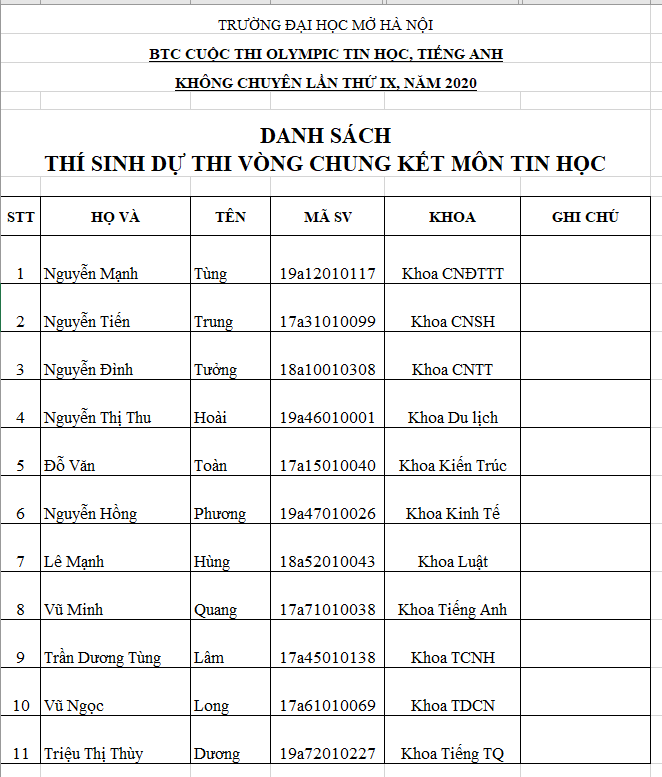 TRƯỜNG ĐẠI HỌC MỞ HÀ NỘI
BTC CUỘC THI OLYMPIC TIN HỌC, TIẾNG ANH
KHÔNG CHUYÊN LẦN THỨ IX, NĂM 2020
DANH SÁCH
THÍ SINH DỰ THI VÒNG CHUNG KẾT MÔN TIN HỌC
STT HỌ VÀ TÊN MÃ SV KHOA GHI CHÚ
1 Nguyễn Mạnh Tùng 19a12010117 Khoa CNĐTTT
2 Nguyễn Tiến Trung 17a31010099 Khoa CNSH
3 Nguyễn Đình Tưởng 18a10010308 Khoa CNTT
4 Nguyễn Thị Thu Hoài 19a46010001 Khoa Du lịch
5 Đỗ Văn Toàn 17a15010040 Khoa Kiến Trúc
6 Nguyễn Hồng Phương 19a47010026 Khoa Kinh Tế
7 Lê Mạnh Hùng 18a52010043 Khoa Luật
8 Vũ Minh Quang 17a71010038 Khoa Tiếng Anh
9 Trần Dương Tùng Lâm 17a45010138 Khoa TCNH
10 Vũ Ngọc Long 17a61010069 Khoa TDCN
11 Triệu Thị Thùy Dương 19a72010227 Khoa Tiếng TQ